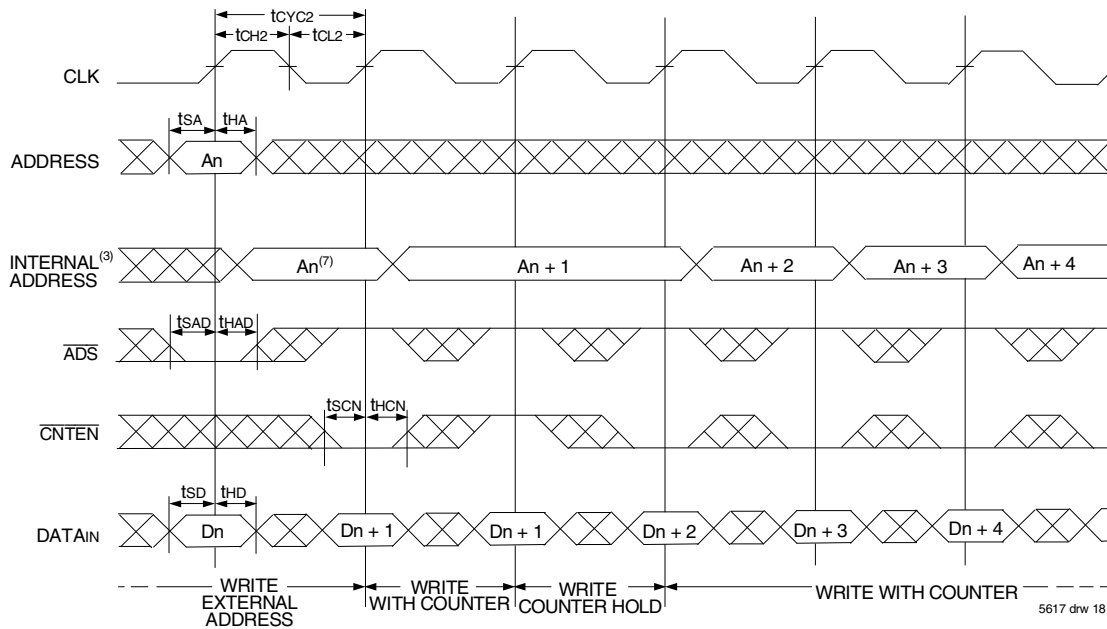 tCYC2
tCH2 tCL2
CLK
tSA tHA
ADDRESS An
INTERNAL(3) ADDRESS An(7) An + 1 An + 2 An + 3 An + 4
tSAD tHAD
ADS
tSCN tHCN
CNTEN
tSD tHD
DATAIN Dn Dn + 1 Dn + 1 Dn + 2 Dn + 3 Dn + 4
WRITE EXTERNAL ADDRESS
WRITE WITH COUNTER
WRITE COUNTER HOLD
WRITE WITH COUNTER
5617 drw 18